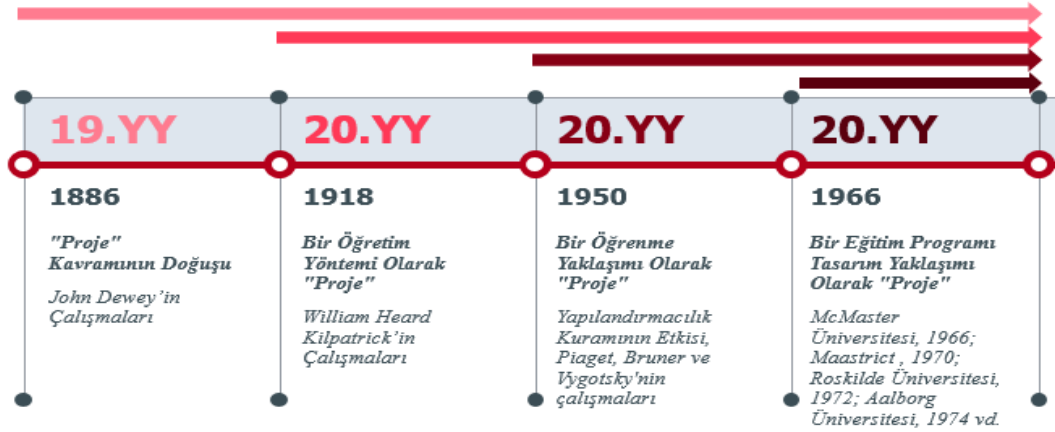 19.YY
1886
"Proje"
Kavramının Doğuşu
John Dewey’in
Çalışmaları
20.YY
1918
Bir Öğretim
Yöntemi Olarak
"Proje"
William Heard
Kilpatrick’in
Çalışmaları
20.YY
1950
Bir Öğrenme
Yaklaşımı Olarak
"Proje"
Yapılandırmacılık
Kuramının Etkisi,
Piaget, Bruner ve
Vygotsky'nin
çalışmaları
20.YY
1966
Bir Eğitim Programı
Tasarım Yaklaşımı
Olarak "Proje"
McMaster
Üniversitesi, 1966;
Maastrict , 1970;
Roskilde Üniversitesi,
1972; Aalborg
Üniversitesi, 1974 vd.